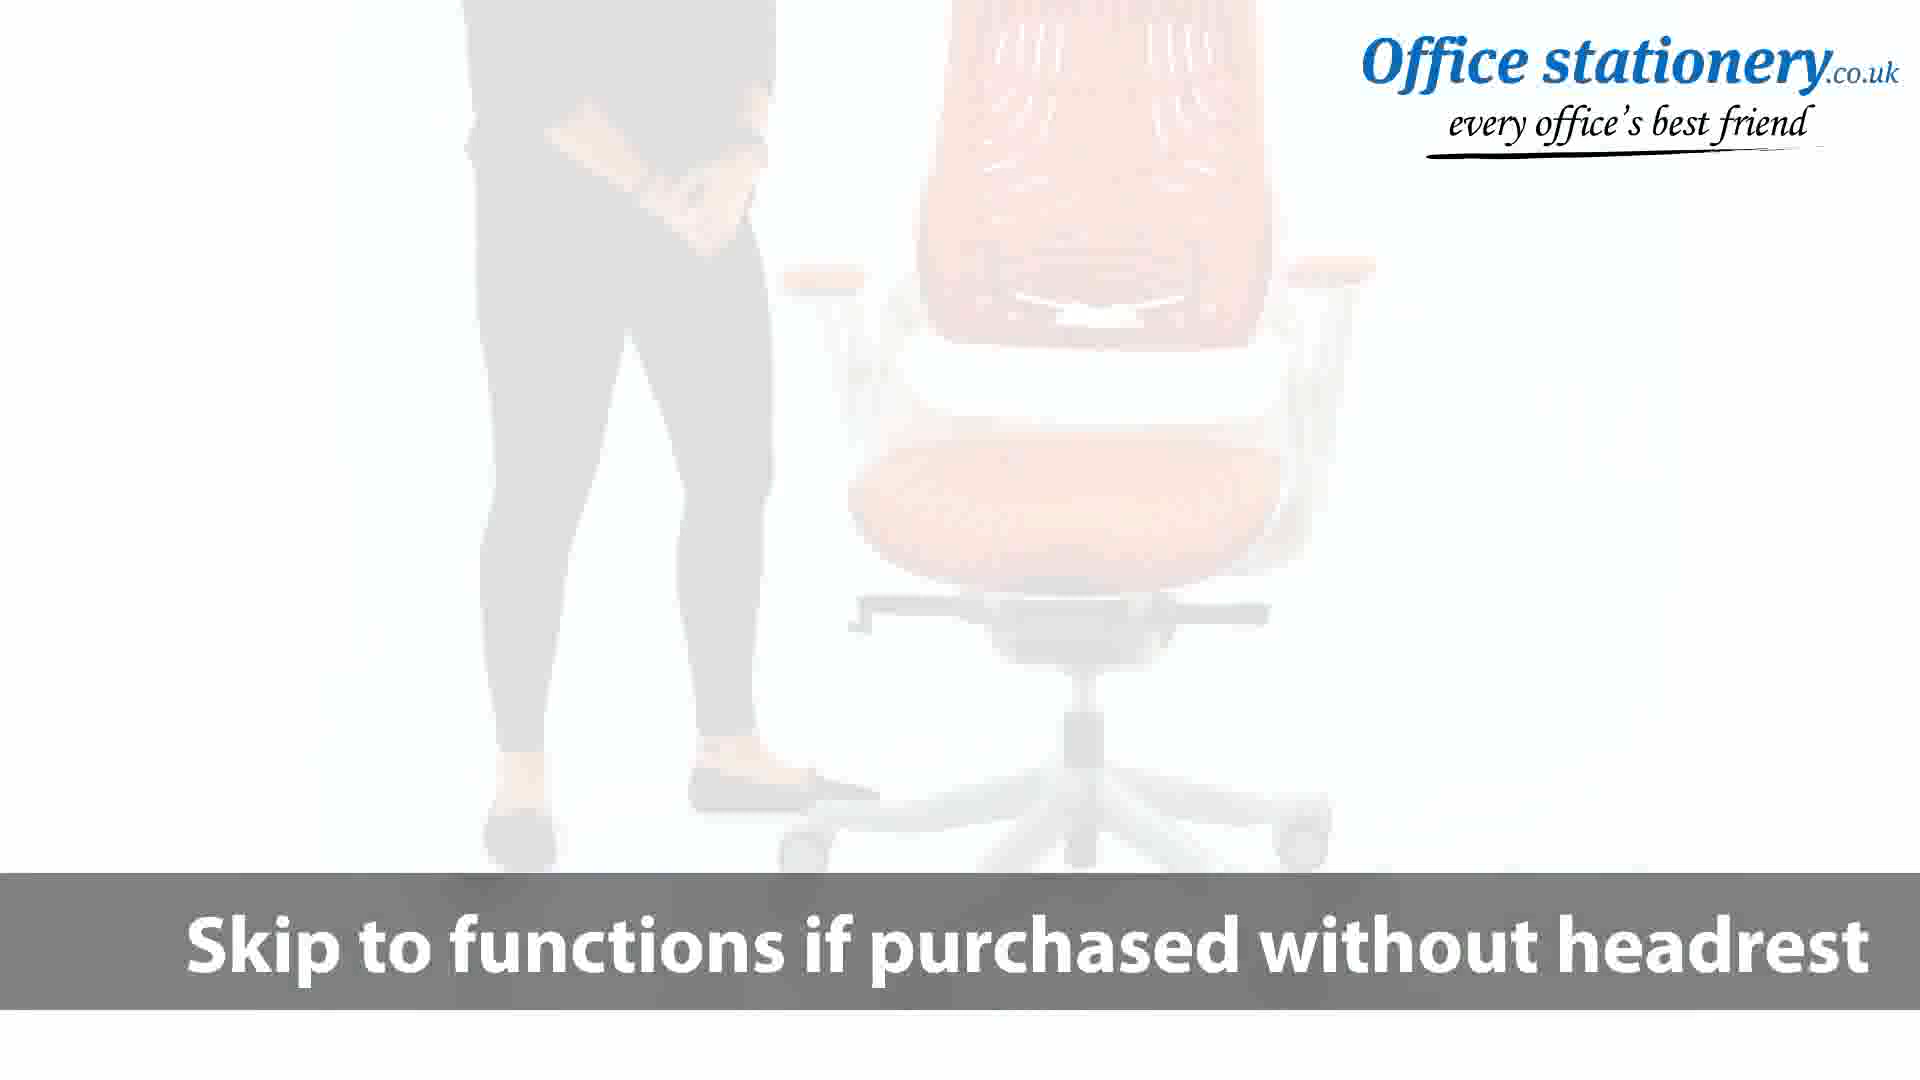 Office stationery.co.uk
every office's best friend
Skip to functions if purchased without headrest